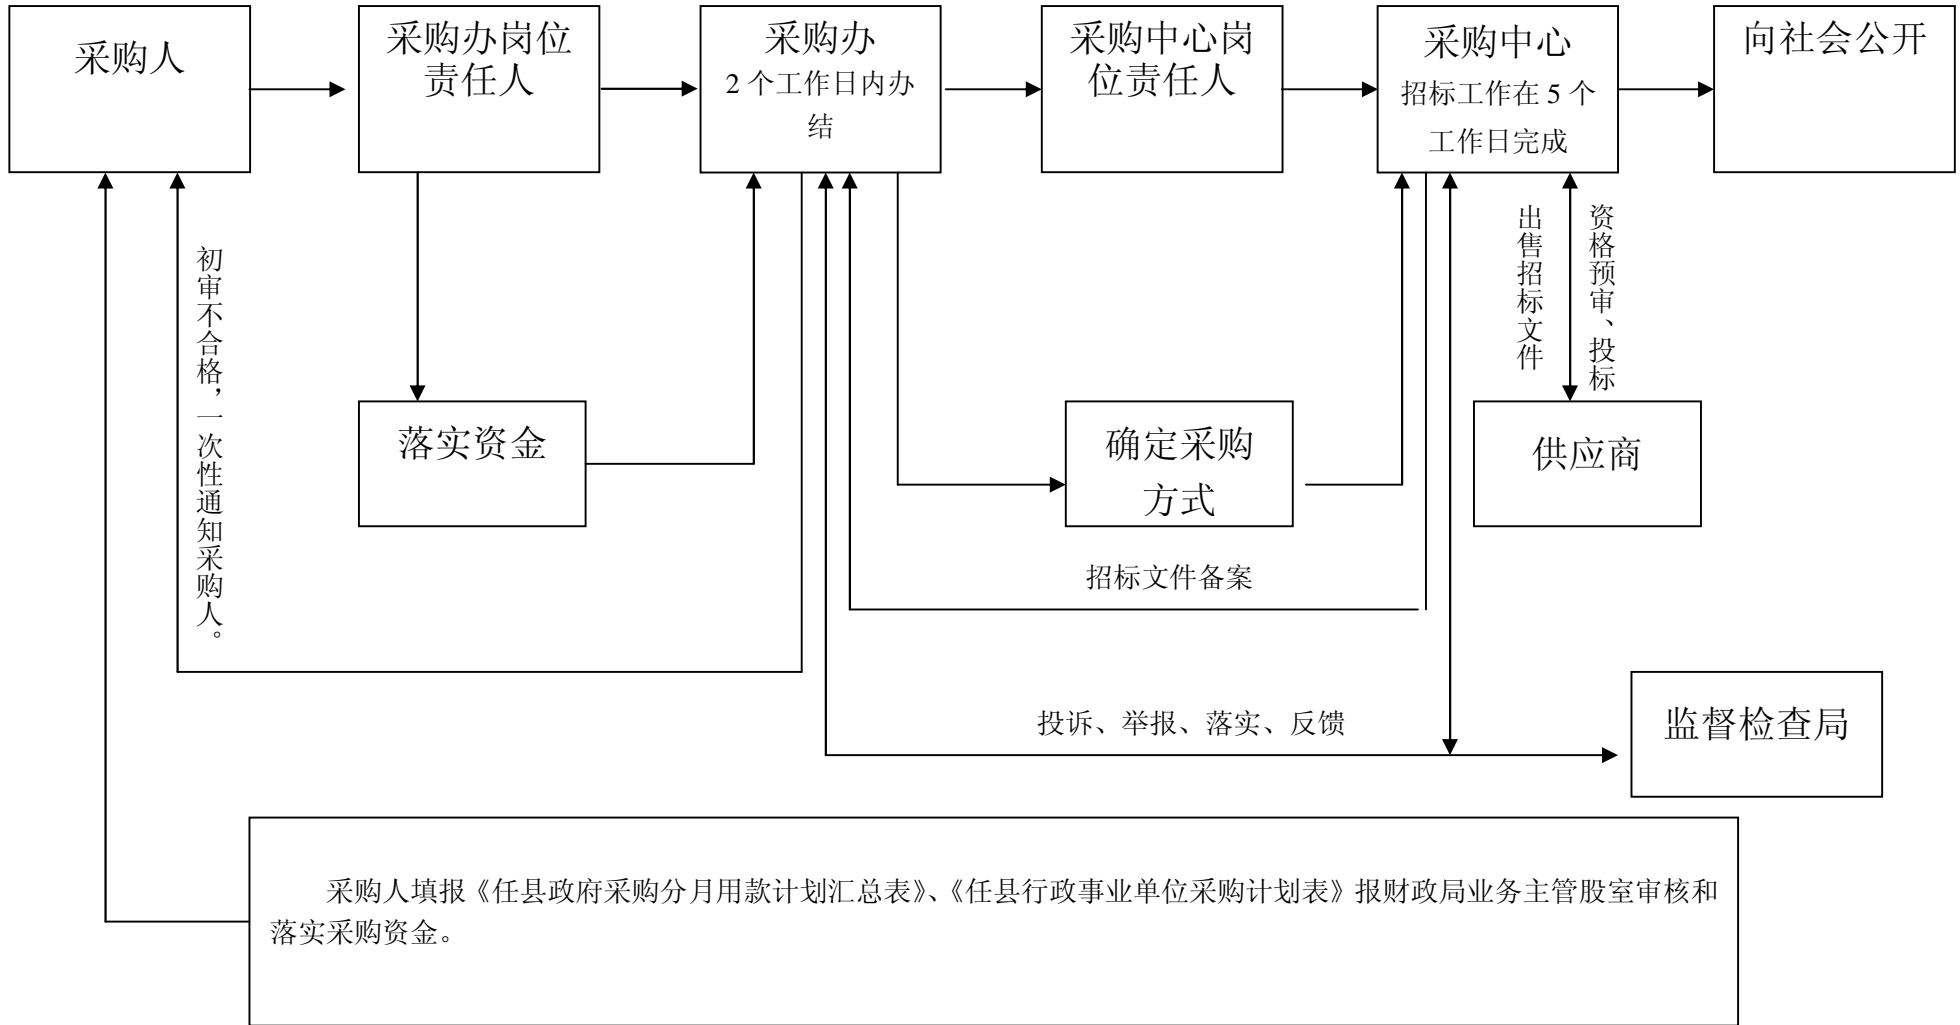 采购人
采购办岗位
责任人
采购办
2 个工作日内办
结
采购中心岗
位责任人
采购中心
招标工作在 5 个
工作日完成
向社会公开
初审不合格，一次性通知采购人。
出售招标文件
资格预审、投标
落实资金
确定采购
方式
供应商
招标文件备案
投诉、举报、落实、反馈
监督检查局
采购人填报《任县政府采购分月用款计划汇总表》、《任县行政事业单位采购计划表》报财政局业务主管股室审核和
落实采购资金。